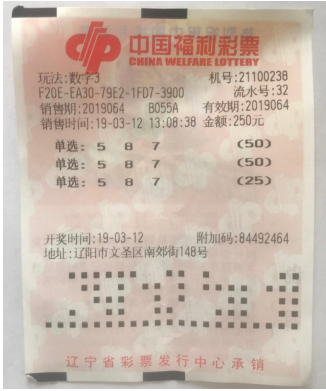 中国福利彩票
CHINA WELFARE LOTTERY
玩法:数字3 机号:21100238
F20E-EA30-79E2-1FD7-3900 流水号:32
销售期:2019064 B055A 有效期:2019064
销售时间:19-03-12 13:08:38 金额:250元
单选: 5 8 7 (50)
单选: 5 8 7 (50)
单选: 5 8 7 (25)
开奖时间:19-03-12 附加码:84492464
地址:辽阳市文圣区南郊街148号
辽宁省彩票发行中心承销